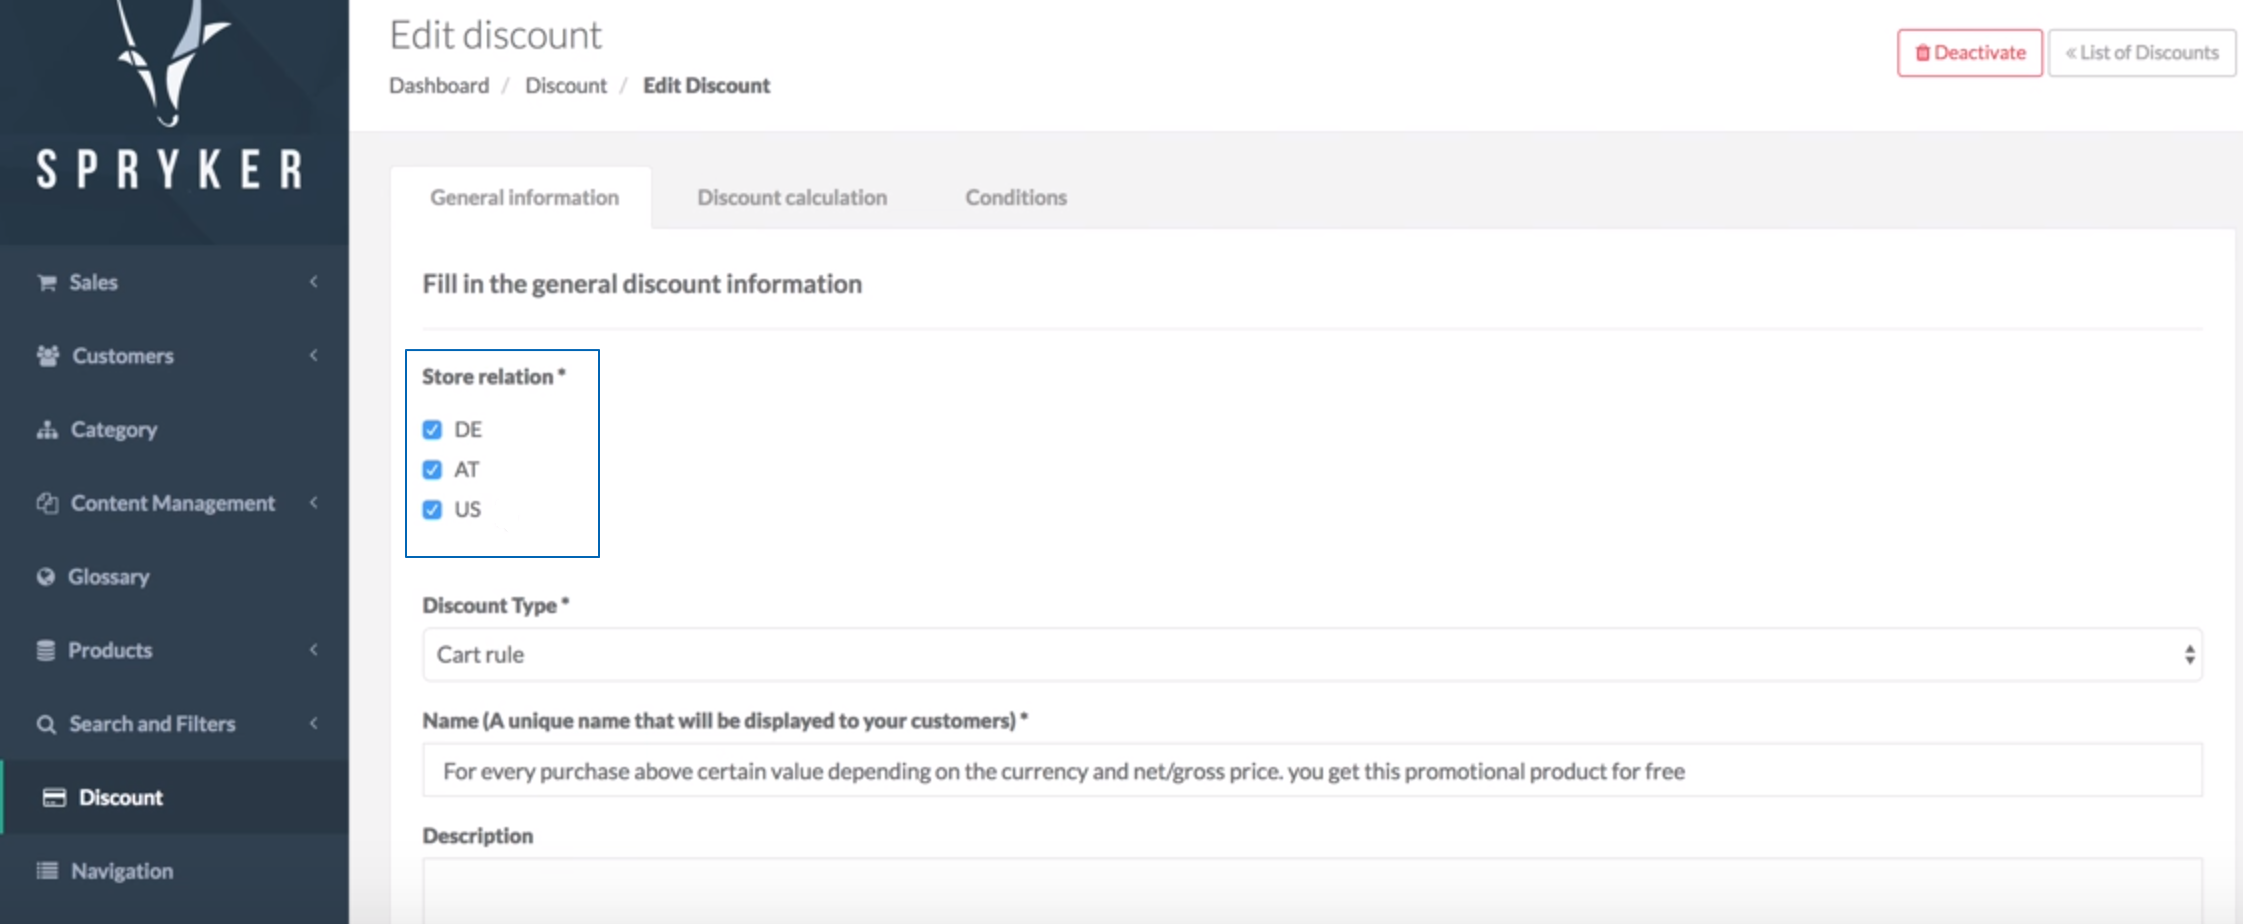 SPRYKER
Sales
Customers
Category
Content Management
Glossary
Products
Search and Filters
Discount
Navigation
Edit discount
Dashboard / Discount / Edit Discount
Deactivate
« List of Discounts
General information
Discount calculation
Conditions
Fill in the general discount information
Store relation *
DE
AT
US
Discount Type *
Cart rule
Name (A unique name that will be displayed to your customers) *
For every purchase above certain value depending on the currency and net/gross price. you get this promotional product for free
Description